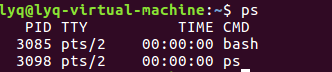 lyq@lyq-virtual-machine:~$ ps
PID TTY TIME CMD
3085 pts/2 00:00:00 bash
3098 pts/2 00:00:00 ps